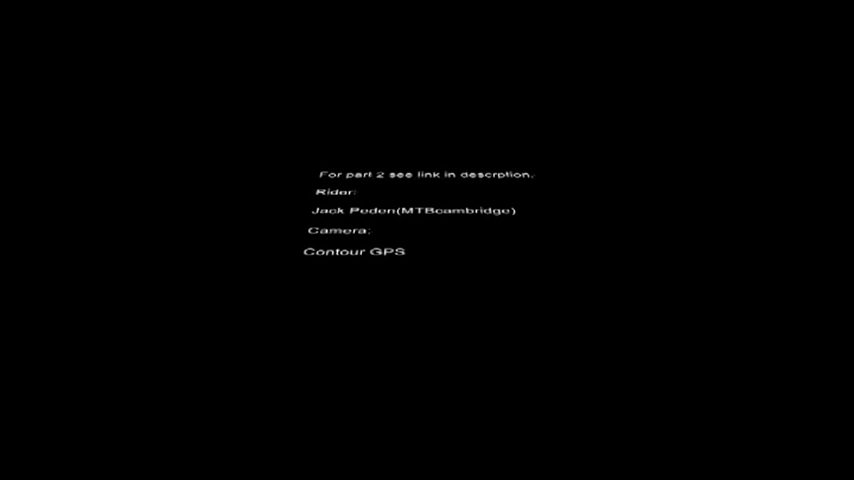 For part 2 see link in descrption.
Rider:
Jack Peden(MTBcambridge)
Camera:
Contour GPS